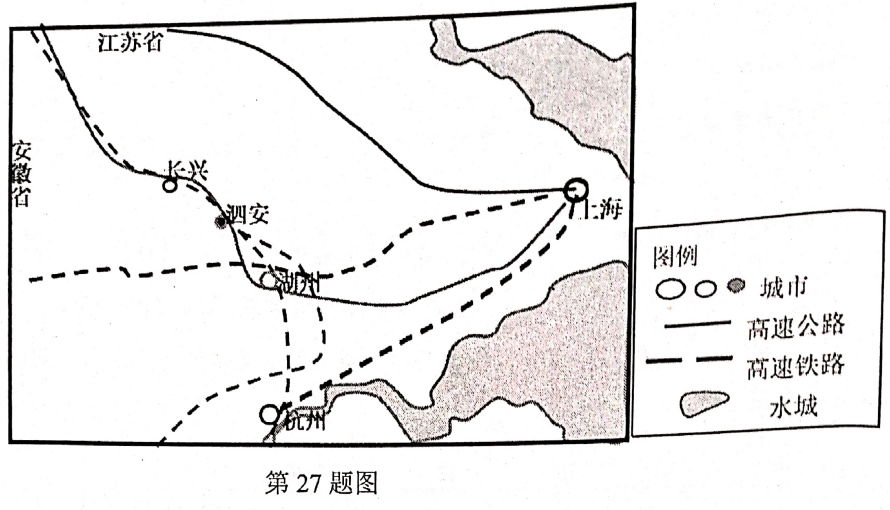 江苏省
安徽省
长兴
泗安
上海
湖州
杭州
图例
城市
高速公路
高速铁路
水城
第27题图